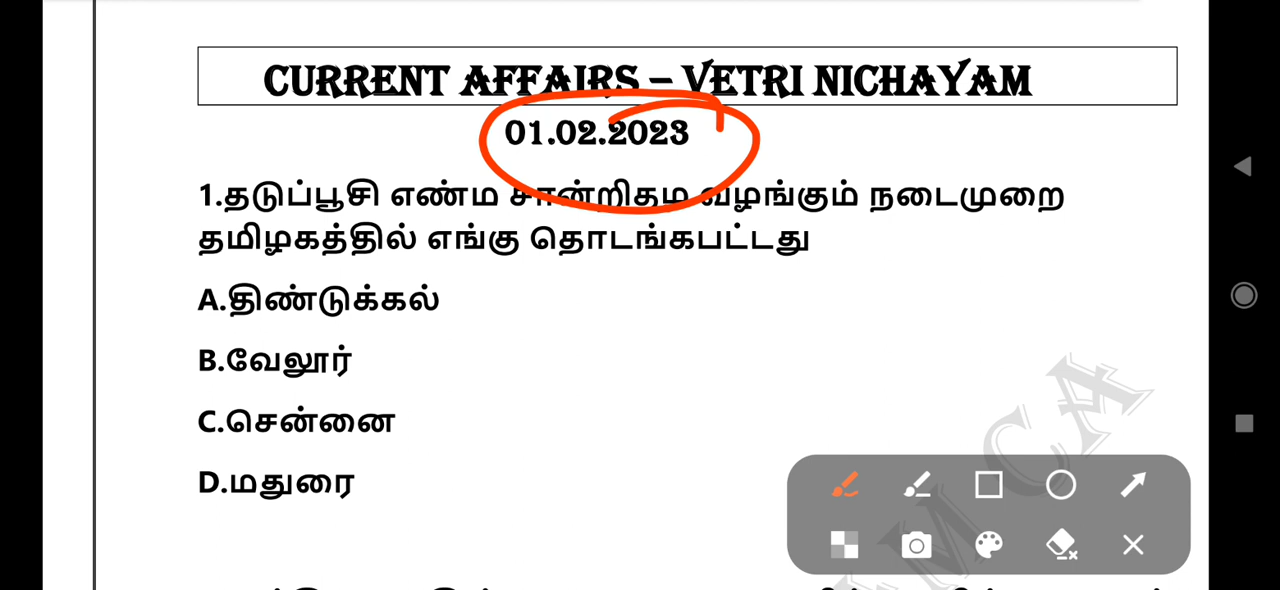 CURRENT AFFAIRS – VETRI NICHAYAM
01.02.2023
1.தடுப்பூசி எண்ம சான்றிதழ் வழங்கும் நடைமுறை
தமிழகத்தில் எங்கு தொடங்கபட்டது
A.திண்டுக்கல்
B.வேலூர்
C.சென்னை
D.மதுரை